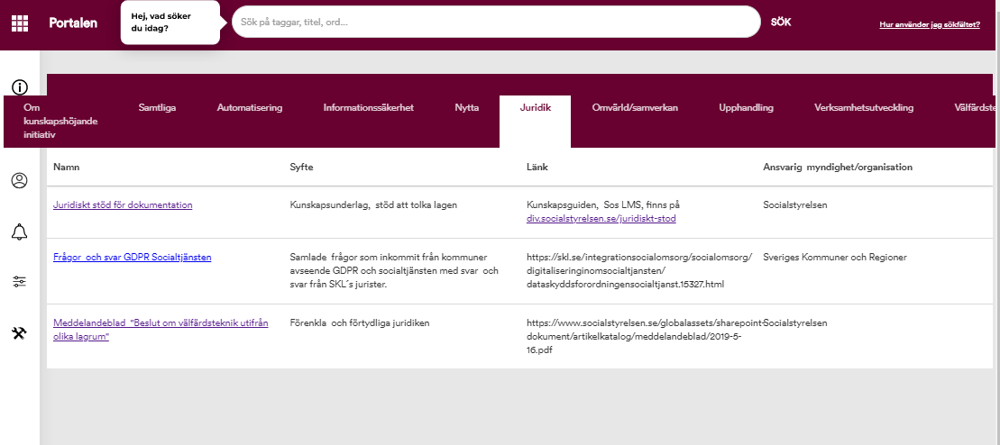 Portalen
Hej, vad söker
du idag?
Sök på taggar, titel, ord...
SÖK
Hur använder jag sökfältet?
Om
kunskapshöjande
initiativ
Samtliga
Automatisering
Informationssäkerhet
Nytta
Juridik
Omvärld/samverkan
Upphandling
Verksamhetsutveckling
Välfärdste
Namn
Syfte
Länk
Ansvarig myndighet/organisation
Juridiskt stöd för dokumentation
Kunskapsunderlag, stöd att tolka lagen
Kunskapsguiden, Sos LMS, finns på
div.socialstyrelsen.se/juridiskt-stod
Socialstyrelsen
Frågor och svar GDPR Socialtjänsten
Samlade frågor som inkommit från kommuner
avseende GDPR och socialtjänsten med svar och
svar från SKL´s jurister.
https://skl.se/integrationsocialomsorg/socialomsorg/
digitaliseringinomsocialtjansten/
dataskyddsforordningensocialtjanst.15327.html
Sveriges Kommuner och Regioner
Meddelandeblad "Beslut om välfärdsteknik utifrån
olika lagrum"
Förenkla och förtydliga juridiken
https://www.socialstyrelsen.se/globalassets/sharepoint-
dokument/artikelkatalog/meddelandeblad/2019-5-
16.pdf
Socialstyrelsen